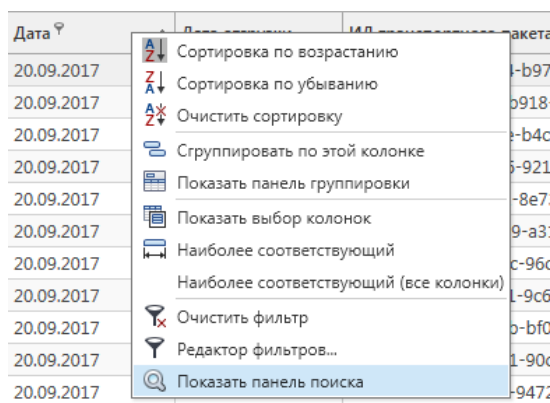 Дата
Сортировка по возрастанию
Сортировка по убыванию
Очистить сортировку
Сгруппировать по этой колонке
Показать панель группировки
Показать выбор колонок
Наиболее соответствующий
Наиболее соответствующий (все колонки)
Очистить фильтр
Редактор фильтров...
Показать панель поиска
20.09.2017
20.09.2017
20.09.2017
20.09.2017
20.09.2017
20.09.2017
20.09.2017
20.09.2017
20.09.2017
20.09.2017
20.09.2017